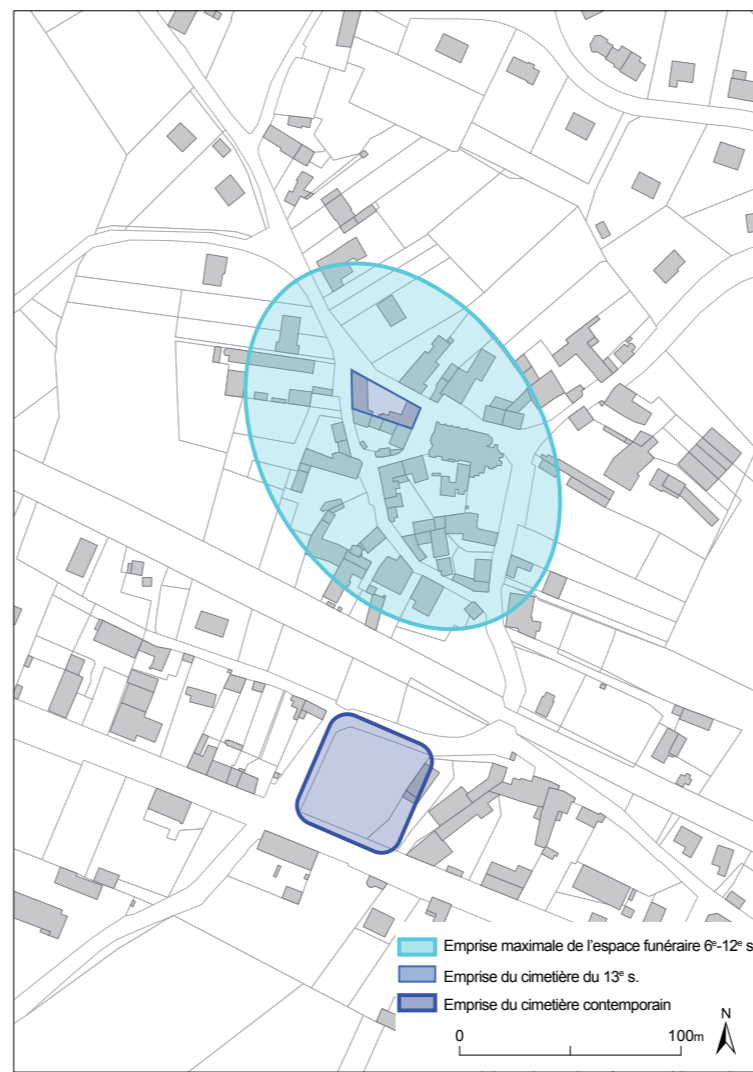 Emprise maximale de l'espace funéraire 6ᵉ-12ᵉ s
Emprise du cimetière du 13ᵉ s.
Emprise du cimetière contemporain
N
0 100m